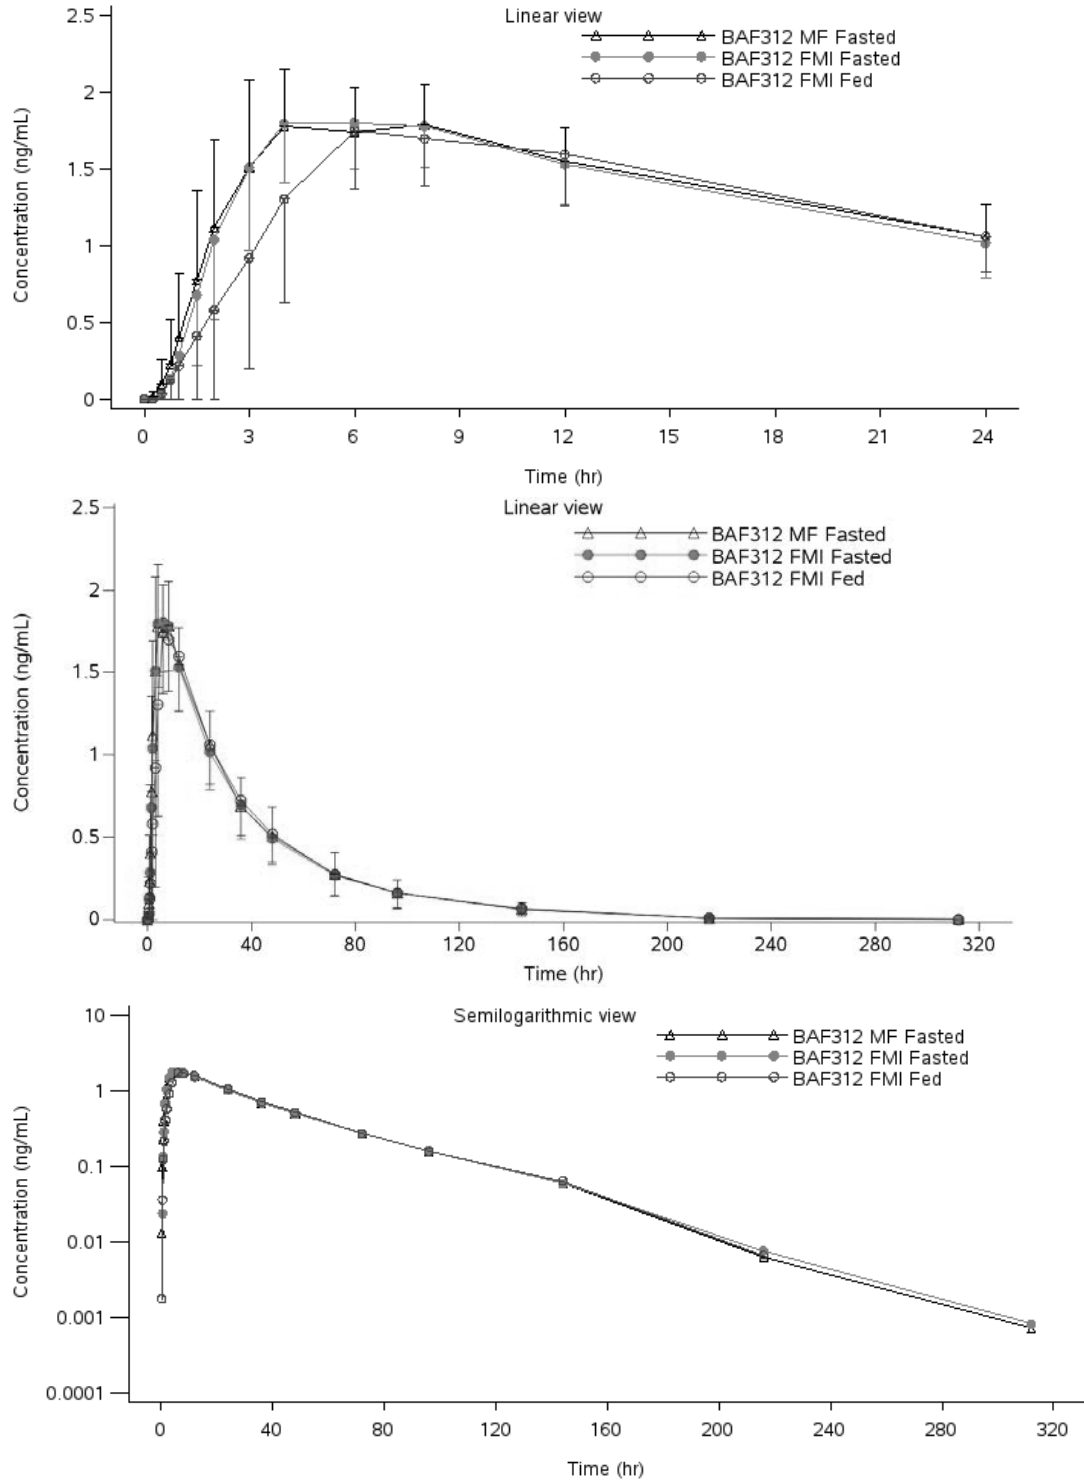 Linear view
BAF312 MF Fasted
BAF312 FMI Fasted
BAF312 FMI Fed
Concentration (ng/mL)
2.5
2
1.5
1
0.5
0
0 3 6 9 12 15 18 21 24
Time (hr)
Linear view
BAF312 MF Fasted
BAF312 FMI Fasted
BAF312 FMI Fed
Concentration (ng/mL)
2.5
2
1.5
1
0.5
0
0 40 80 120 160 200 240 280 320
Time (hr)
Semilogarithmic view
BAF312 MF Fasted
BAF312 FMI Fasted
BAF312 FMI Fed
Concentration (ng/mL)
10
1
0.1
0.01
0.001
0.0001
0 40 80 120 160 200 240 280 320
Time (hr)